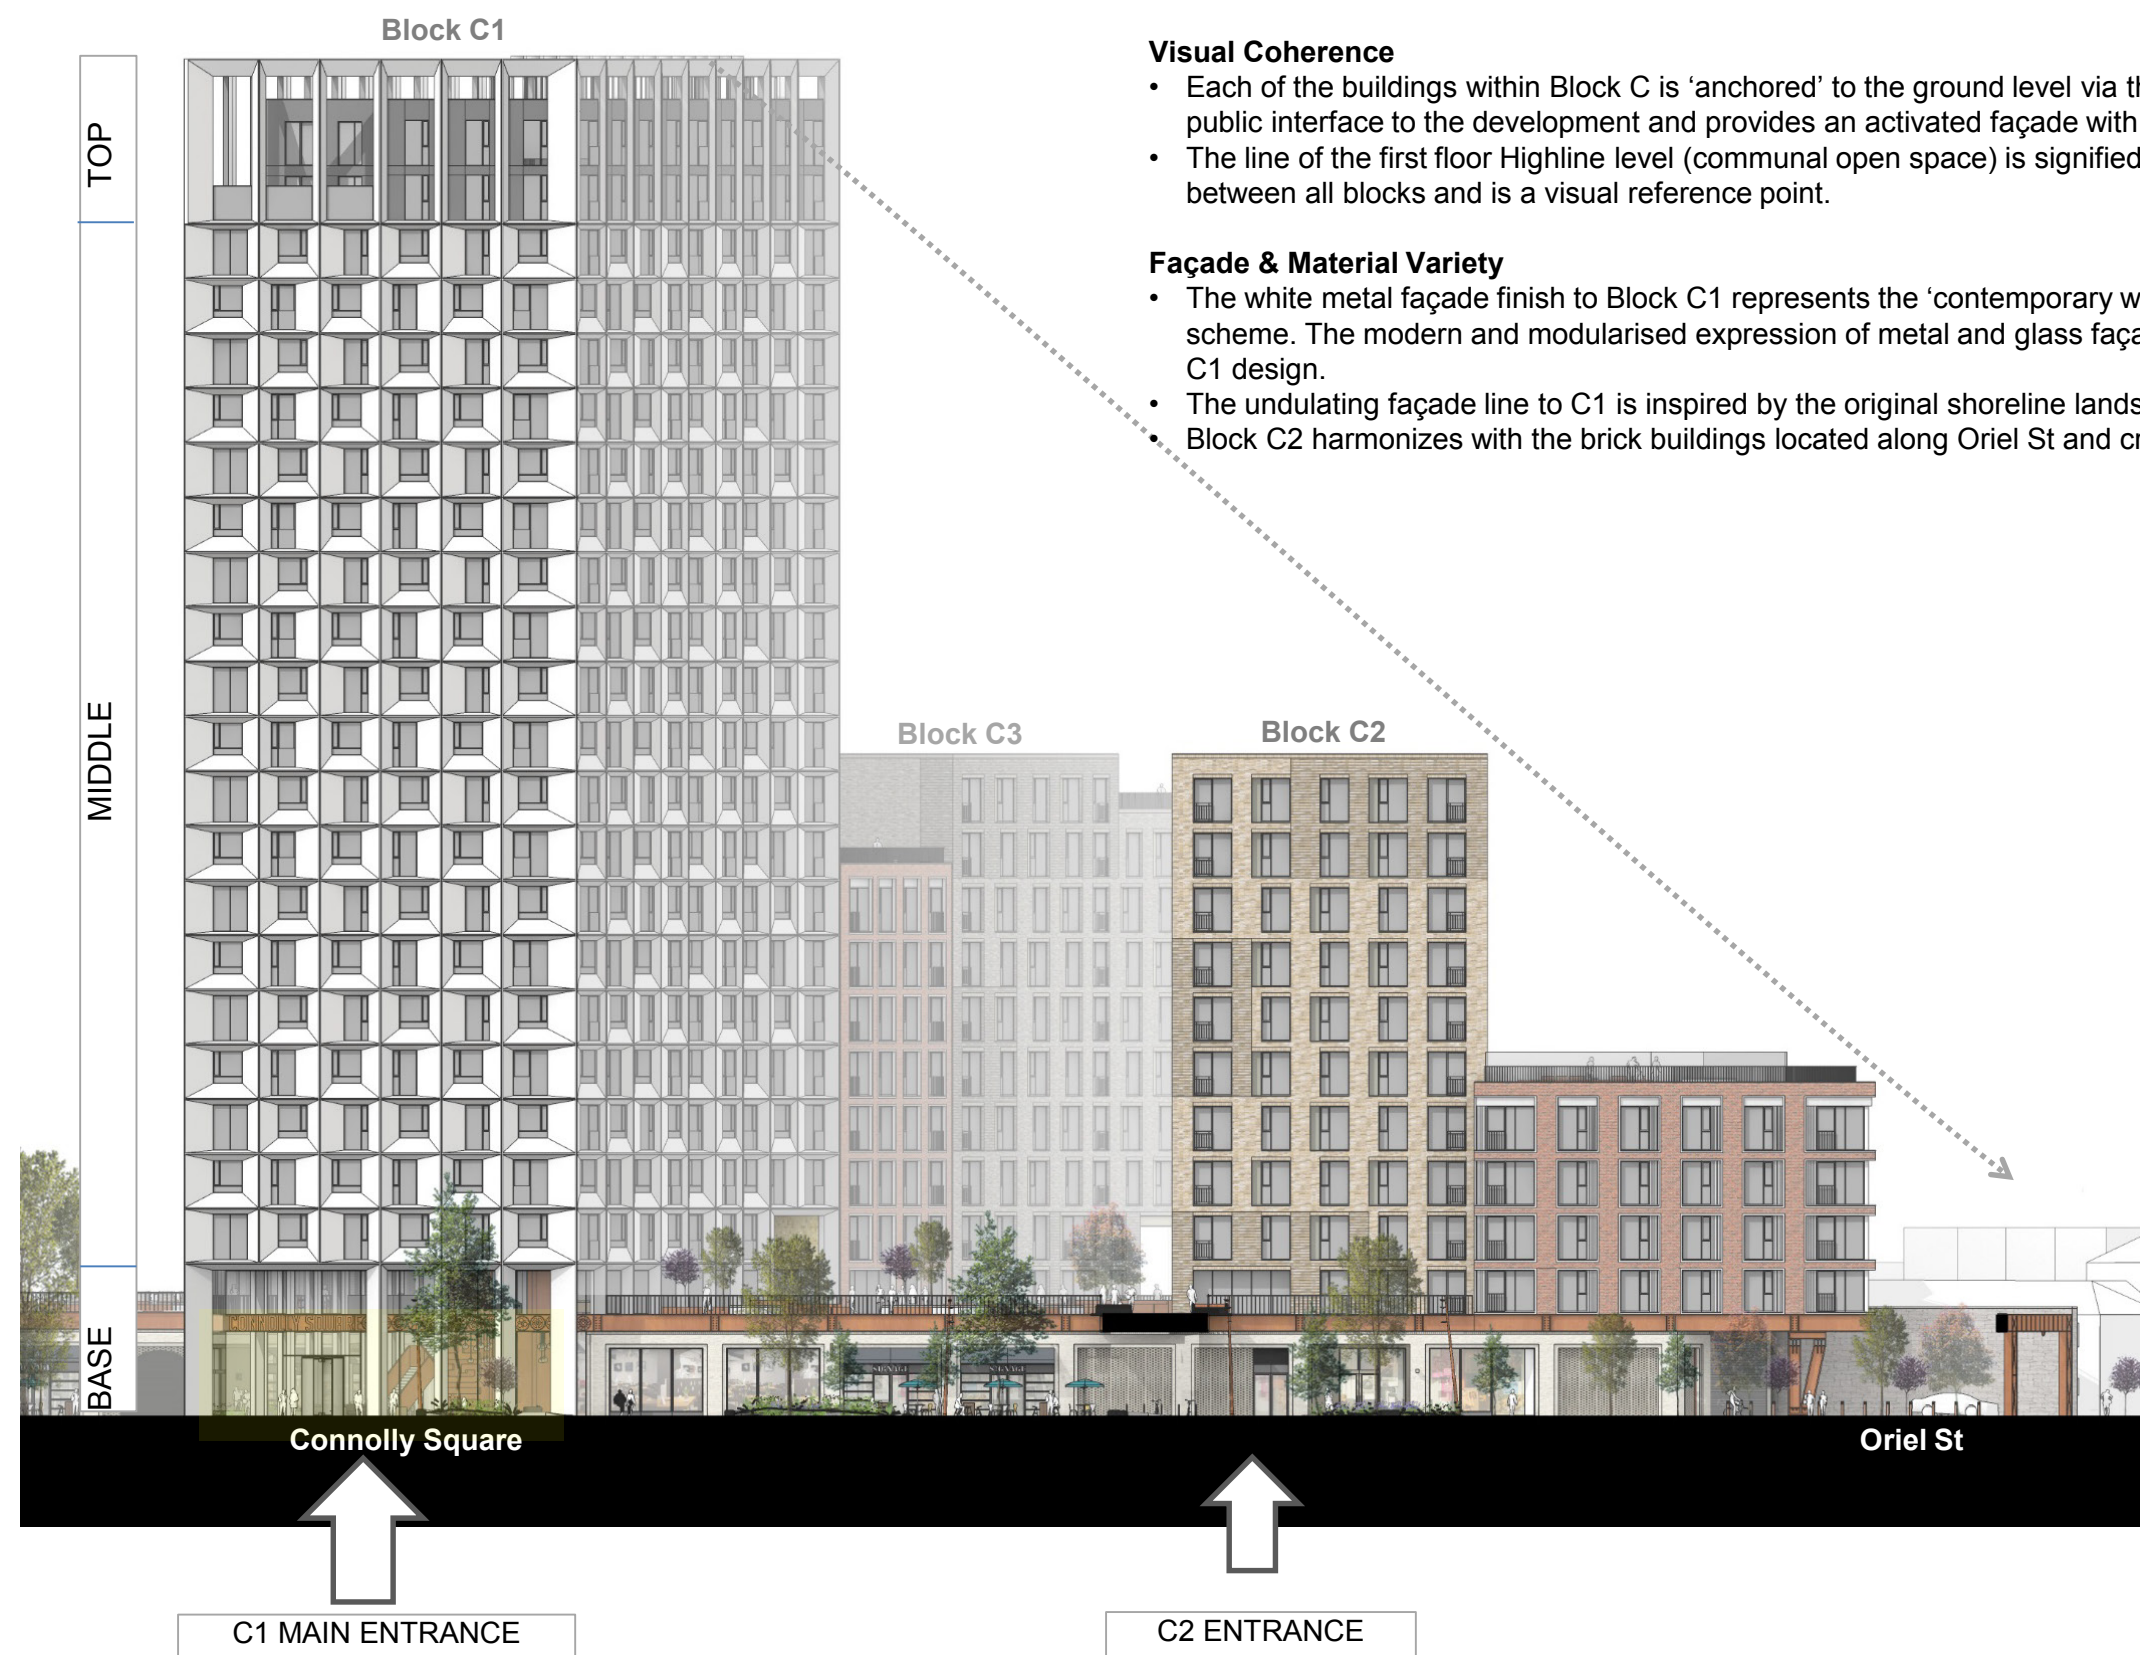 Block C1
Visual Coherence
• Each of the buildings within Block C is ‘anchored’ to the ground level via
public interface to the development and provides an activated façade with
• The line of the first floor Highline level (communal open space) is signified
between all blocks and is a visual reference point.
Façade & Material Variety
• The white metal façade finish to Block C1 represents the ‘contemporary
scheme. The modern and modularised expression of metal and glass
C1 design.
• The undulating façade line to C1 is inspired by the original shoreline
• Block C2 harmonizes with the brick buildings located along Oriel St and
TOP
MIDDLE
BASE
Block C3
Block C2
CONNOLLY SQUARE
SIGNAGE
SIGNAGE
Connolly Square
Oriel St
C1 MAIN ENTRANCE
C2 ENTRANCE